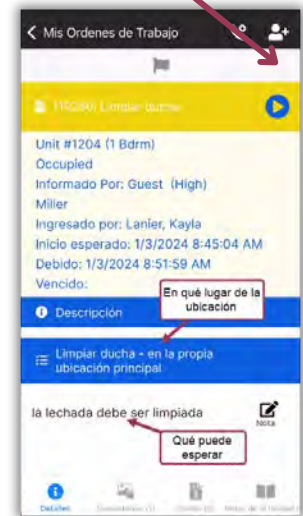 Mis Ordenes de Trabajo
Limpiar ducha
Unit #1204 (1 Bdrm)
Occupied
Informado Por: Guest (High)
Miller
Ingresado por: Lanier, Kayla
Inicio esperado: 1/3/2024 8:45:04 AM
Debido: 1/3/2024 8:51:59 AM
Vencido:
En qué lugar de la
ubicación
Descripción
Limpiar ducha - en la propia
ubicación principal
la lechada debe ser limpiada
Nota
Qué puede
esperar
Detalles